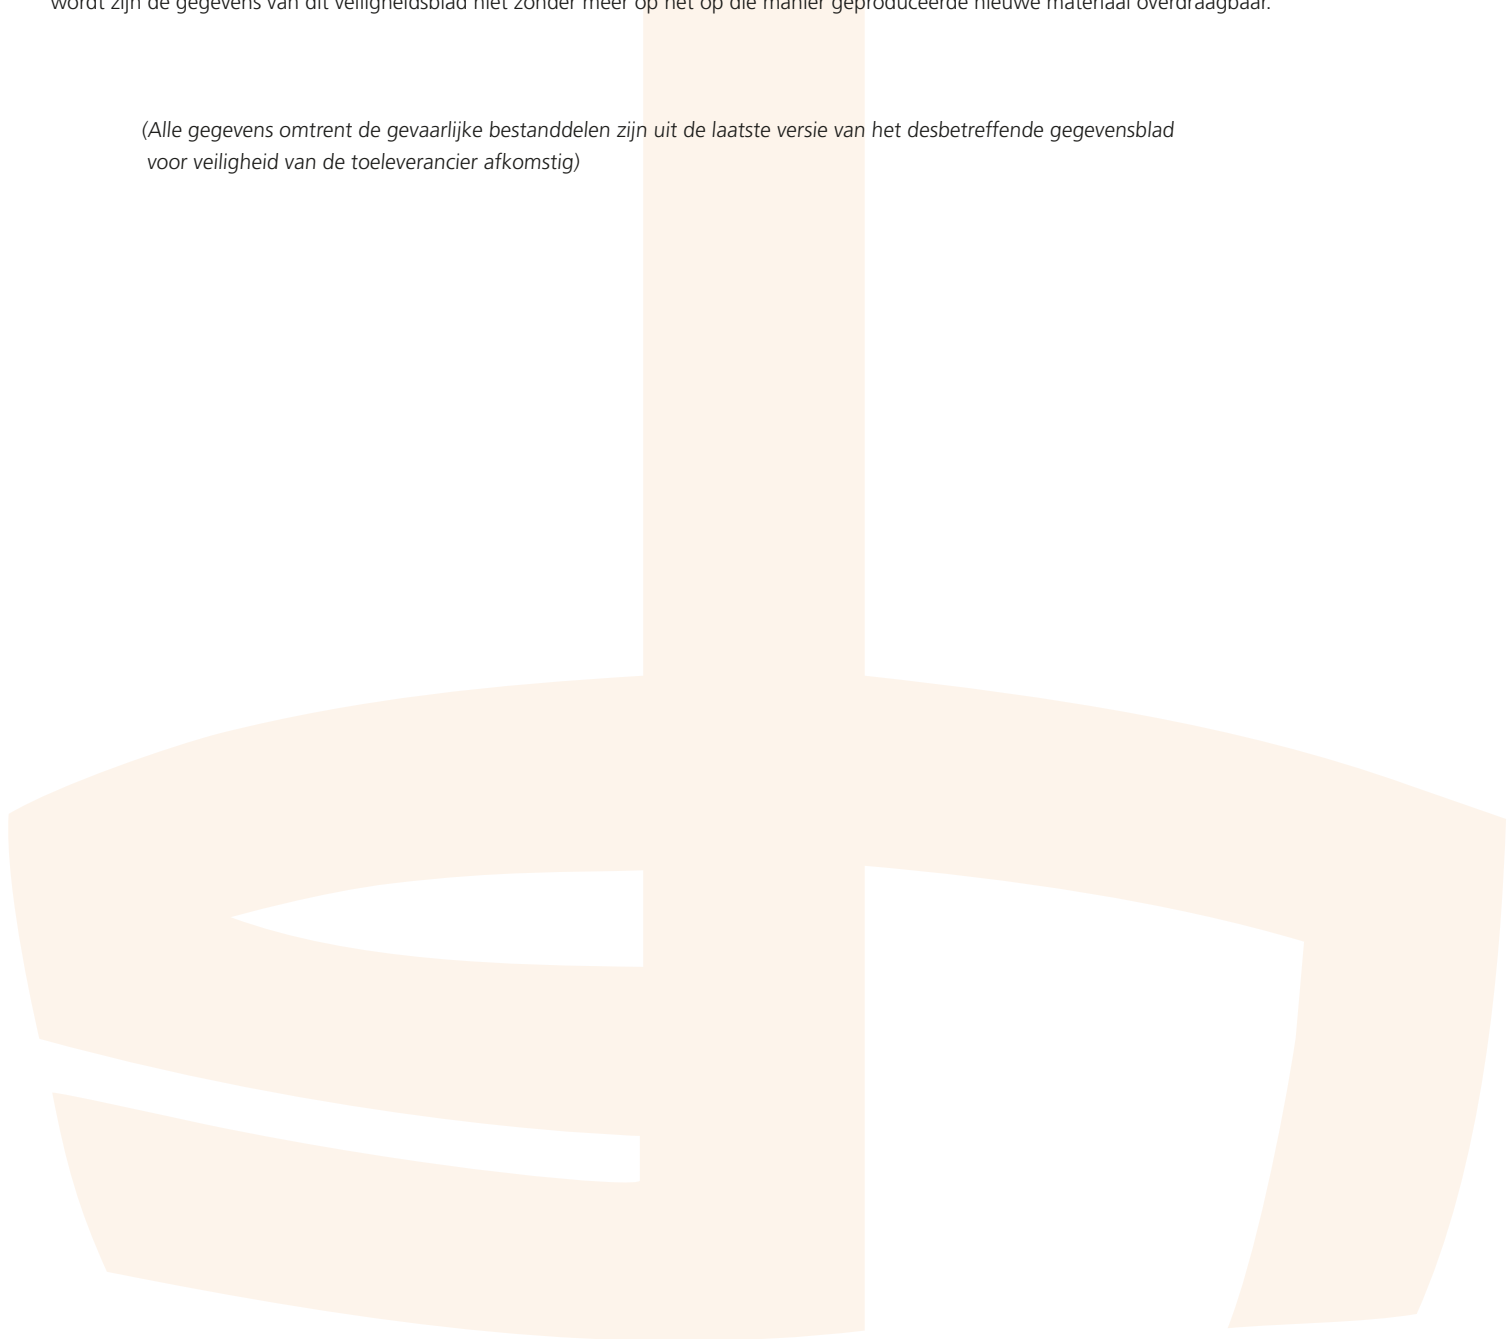 wordt zijn de gegevens van dit veiligheidsblad niet zonder meer op het op die manier geproduceerde nieuwe materiaal overdraagbaar.
(Alle gegevens omtrent de gevaarlijke bestanddelen zijn uit de laatste versie van het desbetreffende gegevensblad
voor veiligheid van de toeleverancier afkomstig)